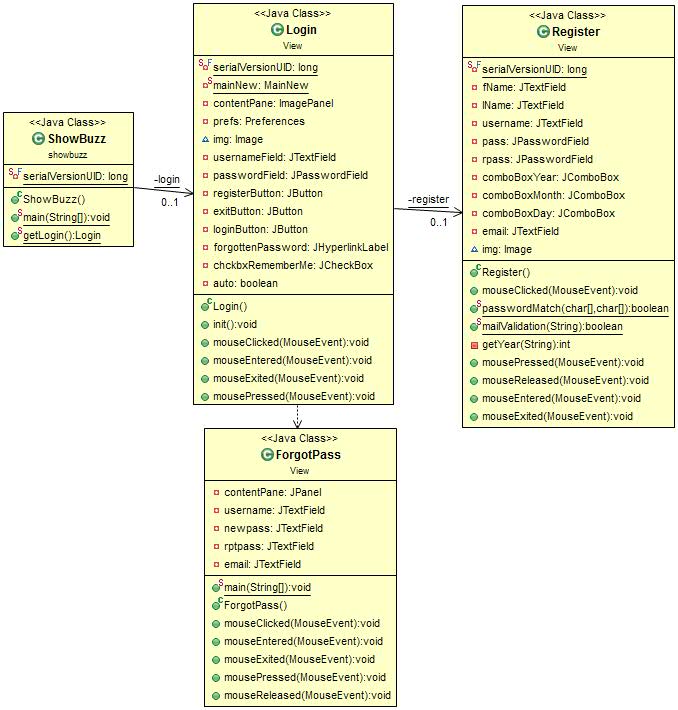 <<Java Class>>
ShowBuzz
showbuzz
serialVersionUID: long
ShowBuzz()
main(String[]):void
getLogin():Login
-login
0..1
<<Java Class>>
Login
View
serialVersionUID: long
mainNew: MainNew
contentPane: ImagePanel
prefs: Preferences
img: Image
usernameField: JTextField
passwordField: JPasswordField
registerButton: JButton
exitButton: JButton
loginButton: JButton
forgottenPassword: JHyperlinkLabel
chckbxRememberMe: JCheckBox
auto: boolean
Login()
init():void
mouseClicked(MouseEvent):void
mouseEntered(MouseEvent):void
mouseExited(MouseEvent):void
mousePressed(MouseEvent):void
-register
0..1
<<Java Class>>
Register
View
serialVersionUID: long
fName: JTextField
lName: JTextField
username: JTextField
pass: JPasswordField
rpass: JPasswordField
comboBoxYear: JComboBox
comboBoxMonth: JComboBox
comboBoxDay: JComboBox
email: JTextField
img: Image
Register()
mouseClicked(MouseEvent):void
passwordMatch(char[],char[]):boolean
mailValidation(String):boolean
getYear(String):int
mousePressed(MouseEvent):void
mouseReleased(MouseEvent):void
mouseEntered(MouseEvent):void
mouseExited(MouseEvent):void
<<Java Class>>
ForgotPass
View
contentPane: JPanel
username: JTextField
newpass: JTextField
rptpass: JTextField
email: JTextField
main(String[]):void
ForgotPass()
mouseClicked(MouseEvent):void
mouseEntered(MouseEvent):void
mouseExited(MouseEvent):void
mousePressed(MouseEvent):void
mouseReleased(MouseEvent):void